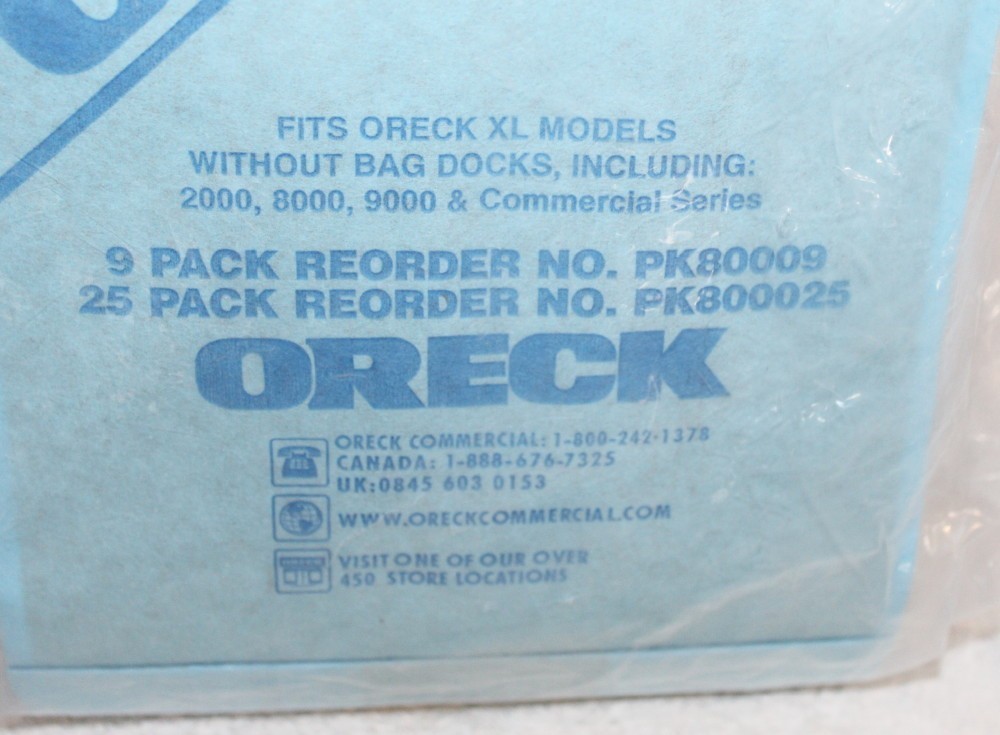 FITS ORECK XL MODELS
WITHOUT BAG DOCKS, INCLUDING:
2000, 8000, 9000 & Commercial Series
9 PACK REORDER NO. PK80009
25 PACK REORDER NO. PK800025
ORECK
ORECK COMMERCIAL: 1-800-242-1378
CANADA: 1-888-676-7325
UK:0845 603 0153
WWW.ORECKCOMMERCIAL.COM
VISIT ONE OF OUR OVER
450 STORE LOCATIONS